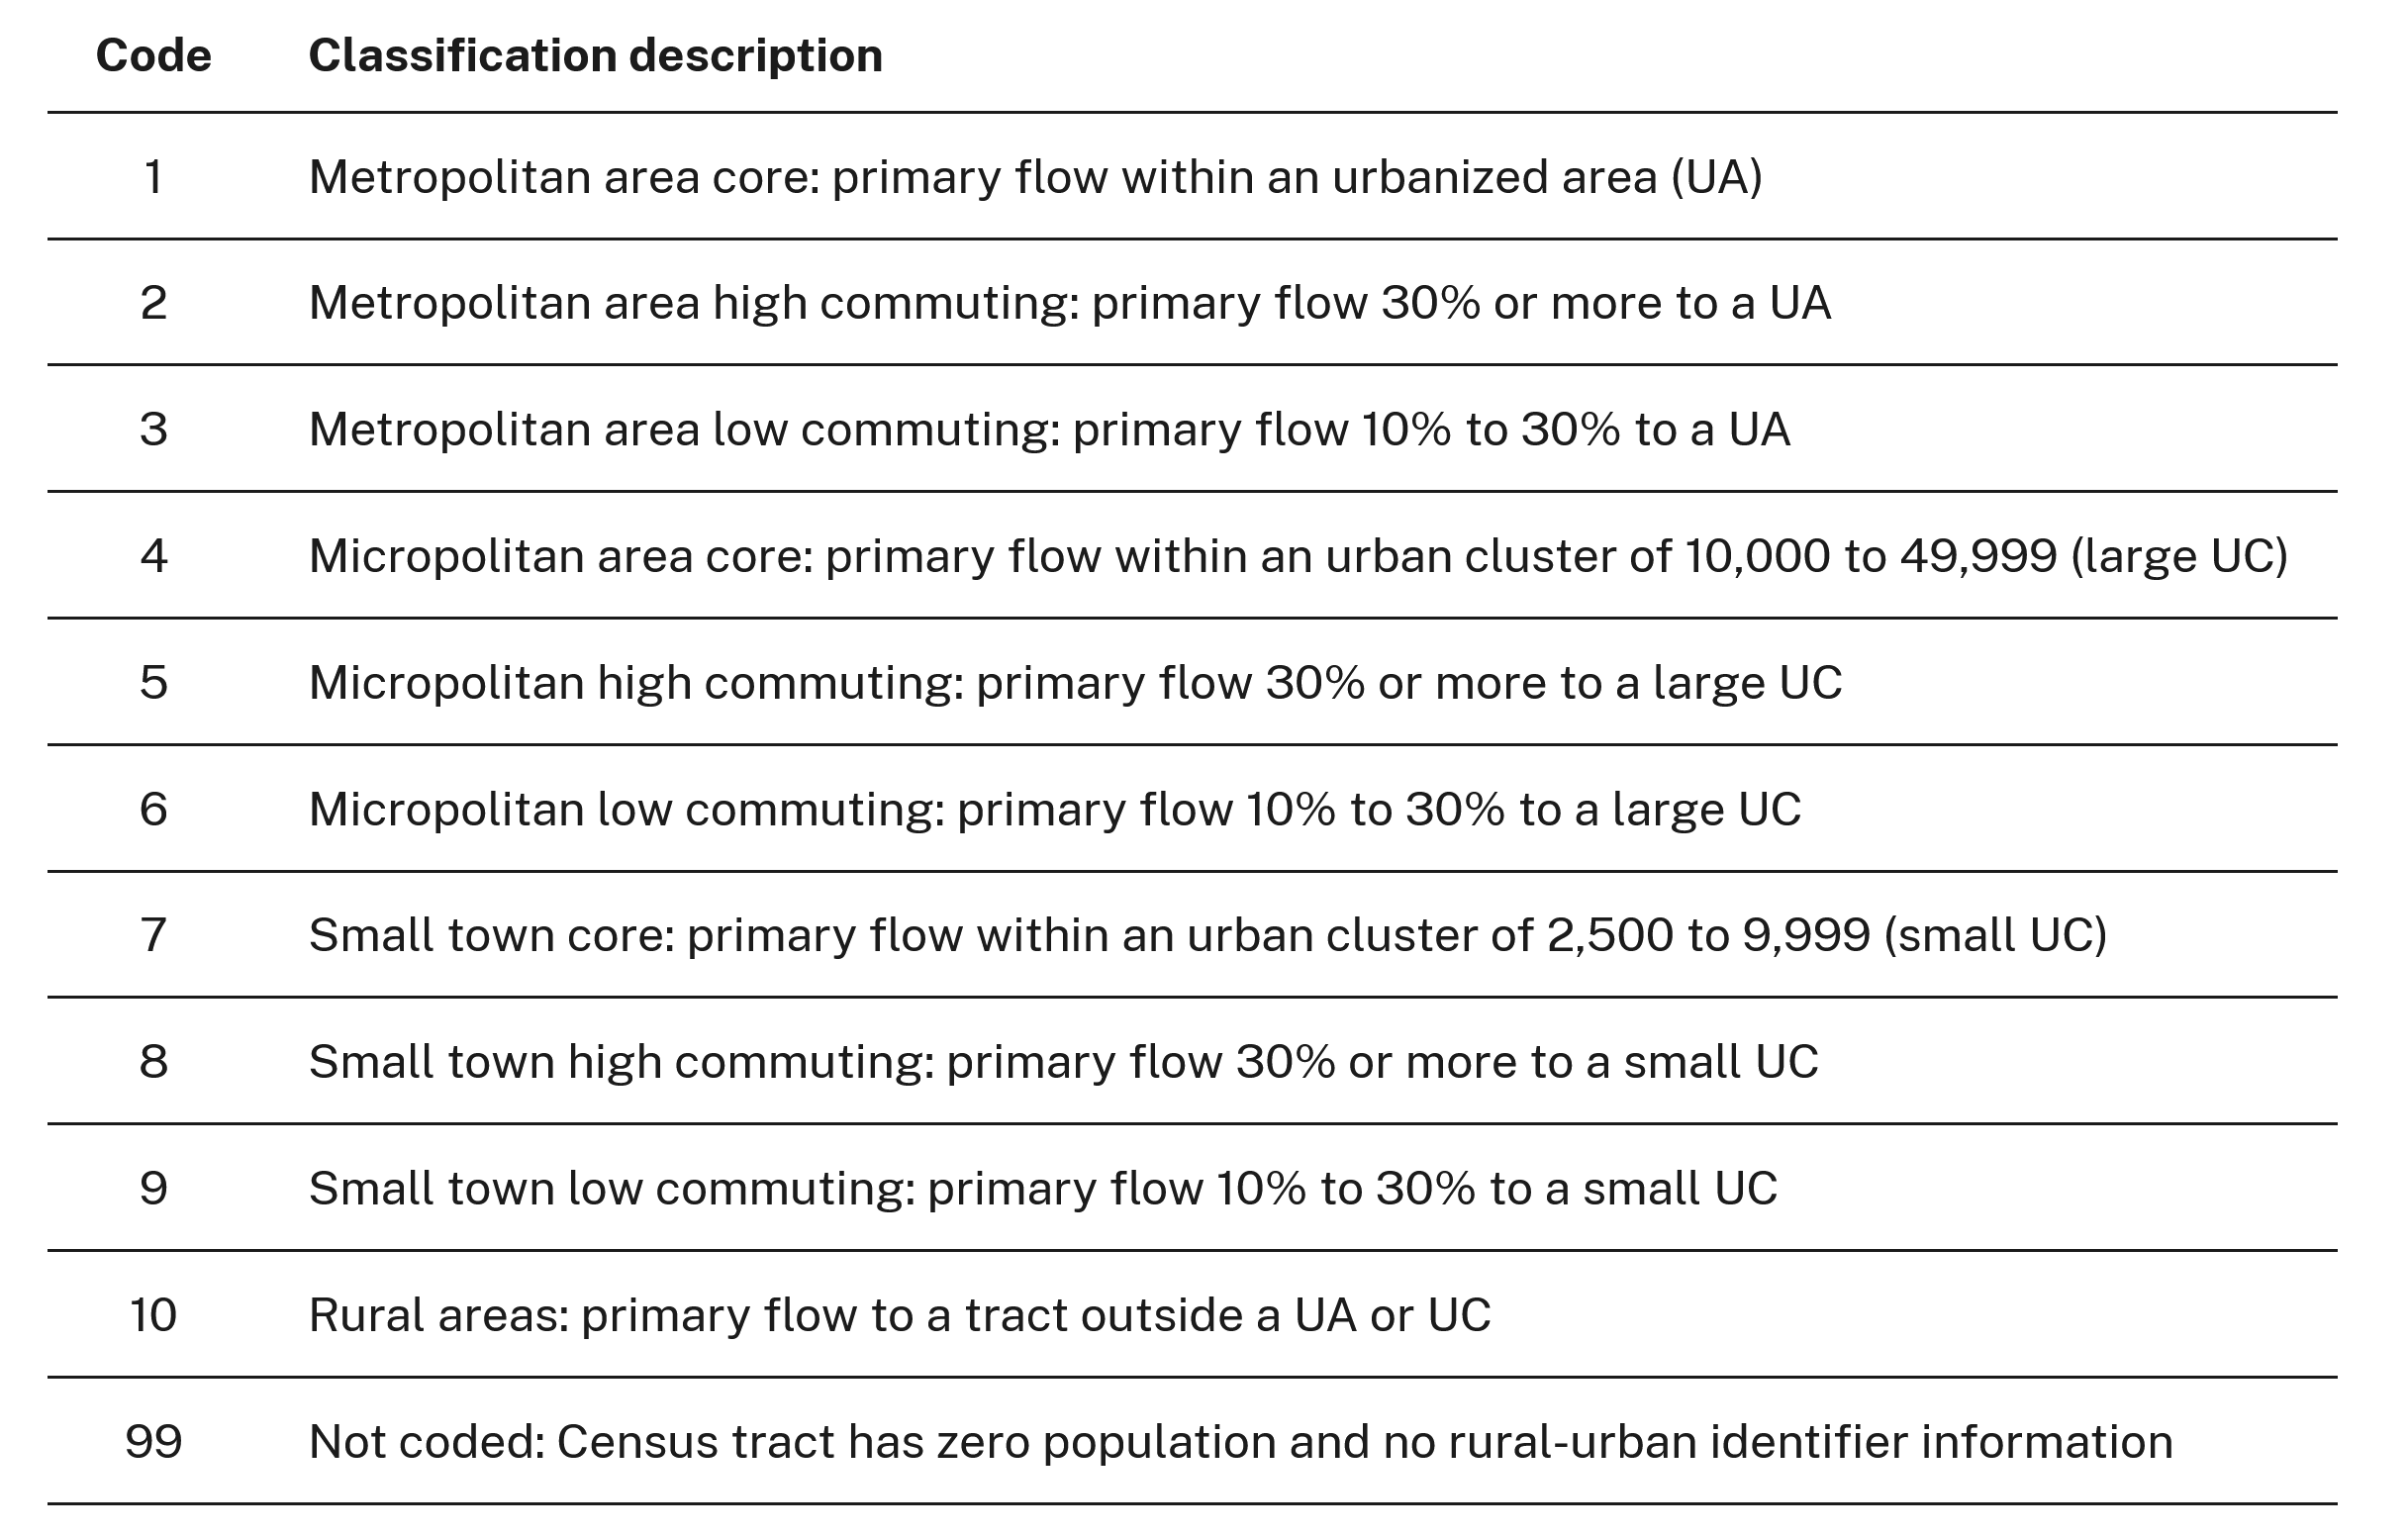 Code Classification description
1 Metropolitan area core: primary flow within an urbanized area (UA)
2 Metropolitan area high commuting: primary flow 30% or more to a UA
3 Metropolitan area low commuting: primary flow 10% to 30% to a UA
4 Micropolitan area core: primary flow within an urban cluster of 10,000 to 49,999 (large UC)
5 Micropolitan high commuting: primary flow 30% or more to a large UC
6 Micropolitan low commuting: primary flow 10% to 30% to a large UC
7 Small town core: primary flow within an urban cluster of 2,500 to 9,999 (small UC)
8 Small town high commuting: primary flow 30% or more to a small UC
9 Small town low commuting: primary flow 10% to 30% to a small UC
10 Rural areas: primary flow to a tract outside a UA or UC
99 Not coded: Census tract has zero population and no rural-urban identifier information